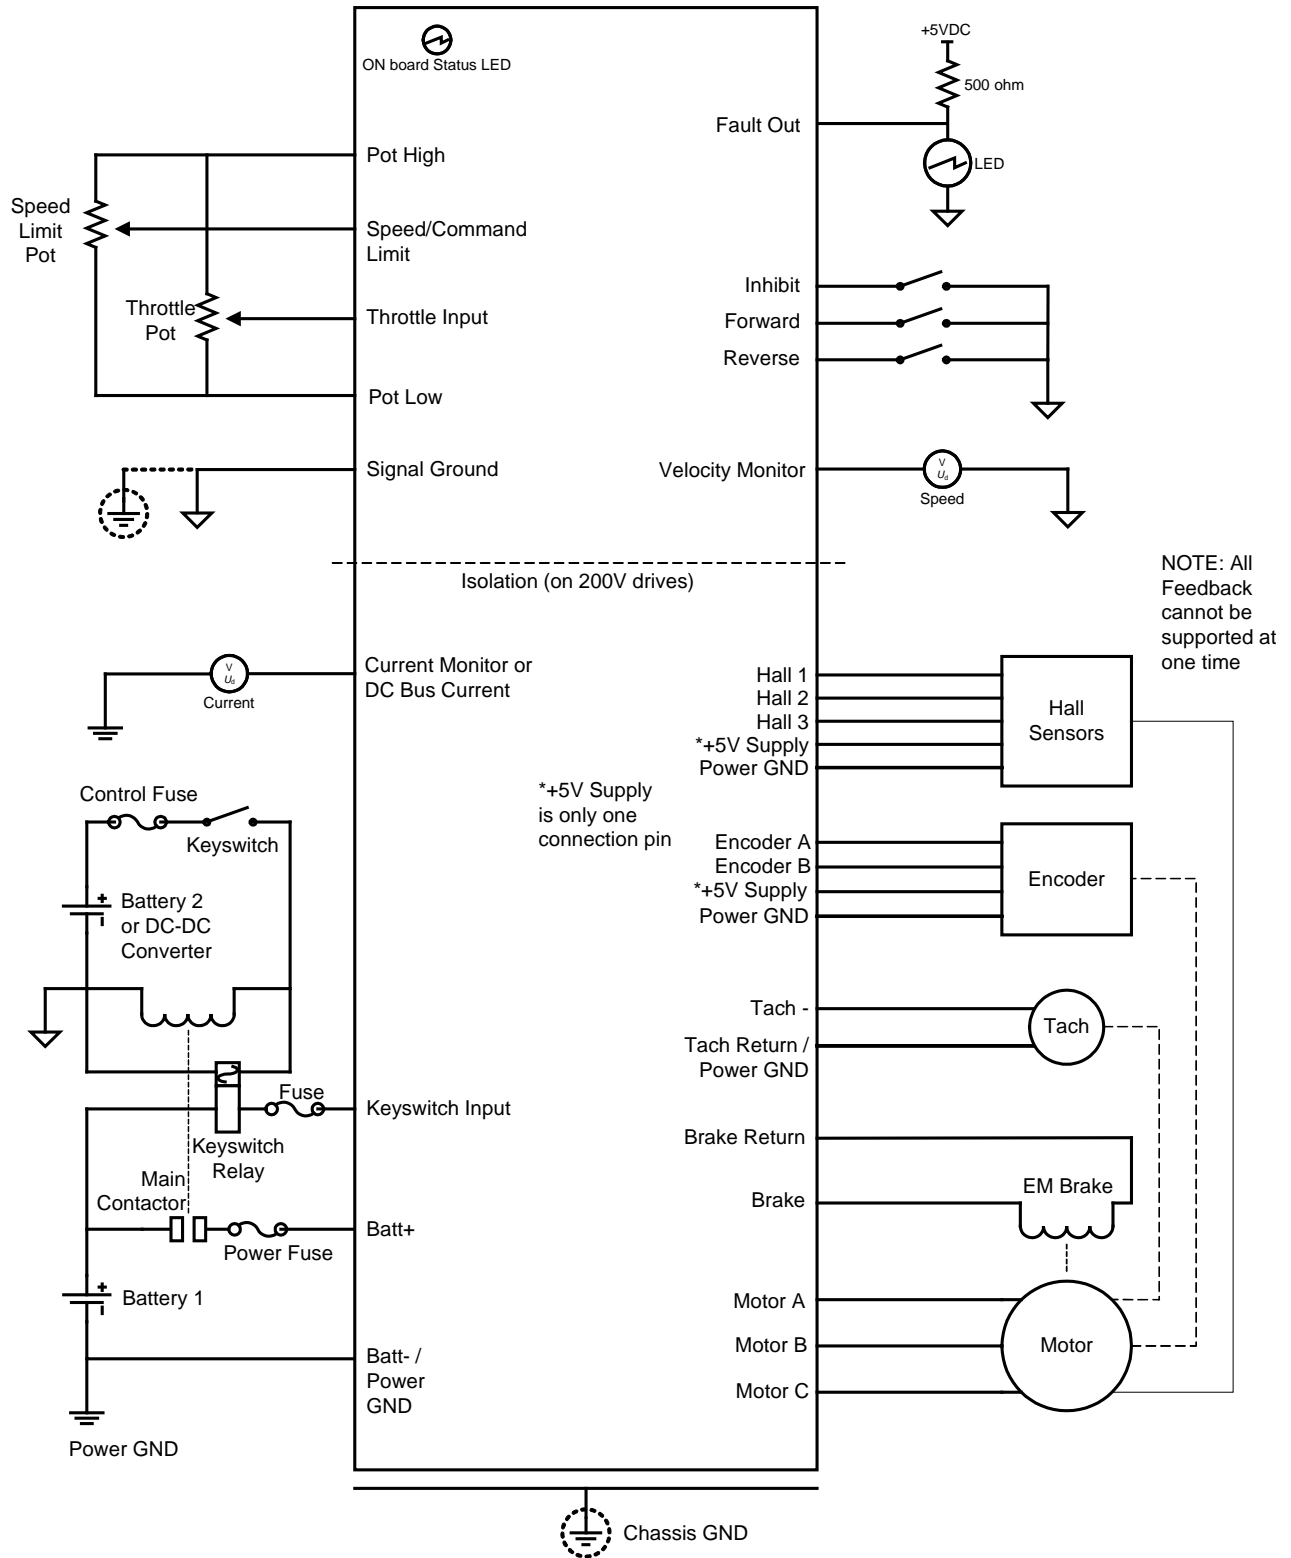 ON board Status LED
+5VDC
500 ohm
Fault Out
LED
Pot High
Speed
Limit
Pot
Speed/Command
Limit
Throttle
Pot
Throttle Input
Pot Low
Inhibit
Forward
Reverse
Signal Ground
Velocity Monitor
V
Ud
Speed
Isolation (on 200V drives)
NOTE: All
Feedback
cannot be
supported at
one time
V
Ud
Current
Current Monitor or
DC Bus Current
Hall 1
Hall 2
Hall 3
*+5V Supply
Power GND
Hall
Sensors
*+5V Supply
is only one
connection pin
Control Fuse
Keyswitch
+
Battery 2
or DC-DC
Converter
Encoder A
Encoder B
*+5V Supply
Power GND
Encoder
Tach -
Tach Return /
Power GND
Tach
Fuse
Keyswitch Input
Keyswitch
Relay
Brake Return
Brake
EM Brake
Main
Contactor
Batt+
Power Fuse
+
Battery 1
Motor A
Motor B
Motor C
Motor
Batt- /
Power
GND
Power GND
Chassis GND